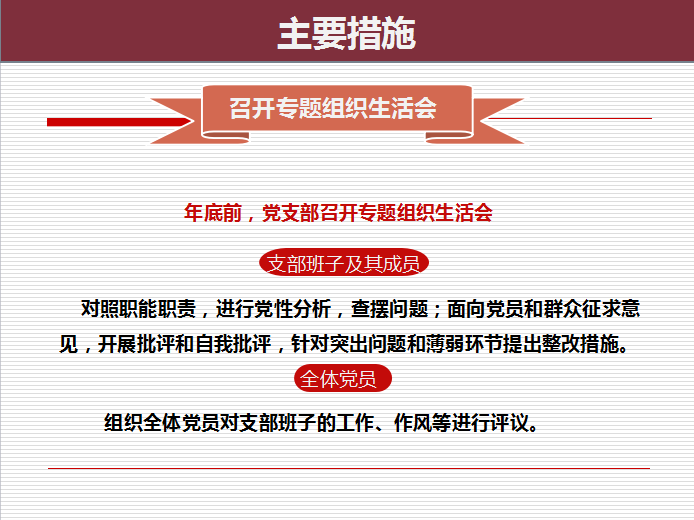 主要措施
召开专题组织生活会
年底前，党支部召开专题组织生活会
支部班子及其成员
对照职能职责，进行党性分析，查摆问题；面向党员和群众征求意
见，开展批评和自我批评，针对突出问题和薄弱环节提出整改措施。
全体党员
组织全体党员对支部班子的工作、作风等进行评议。